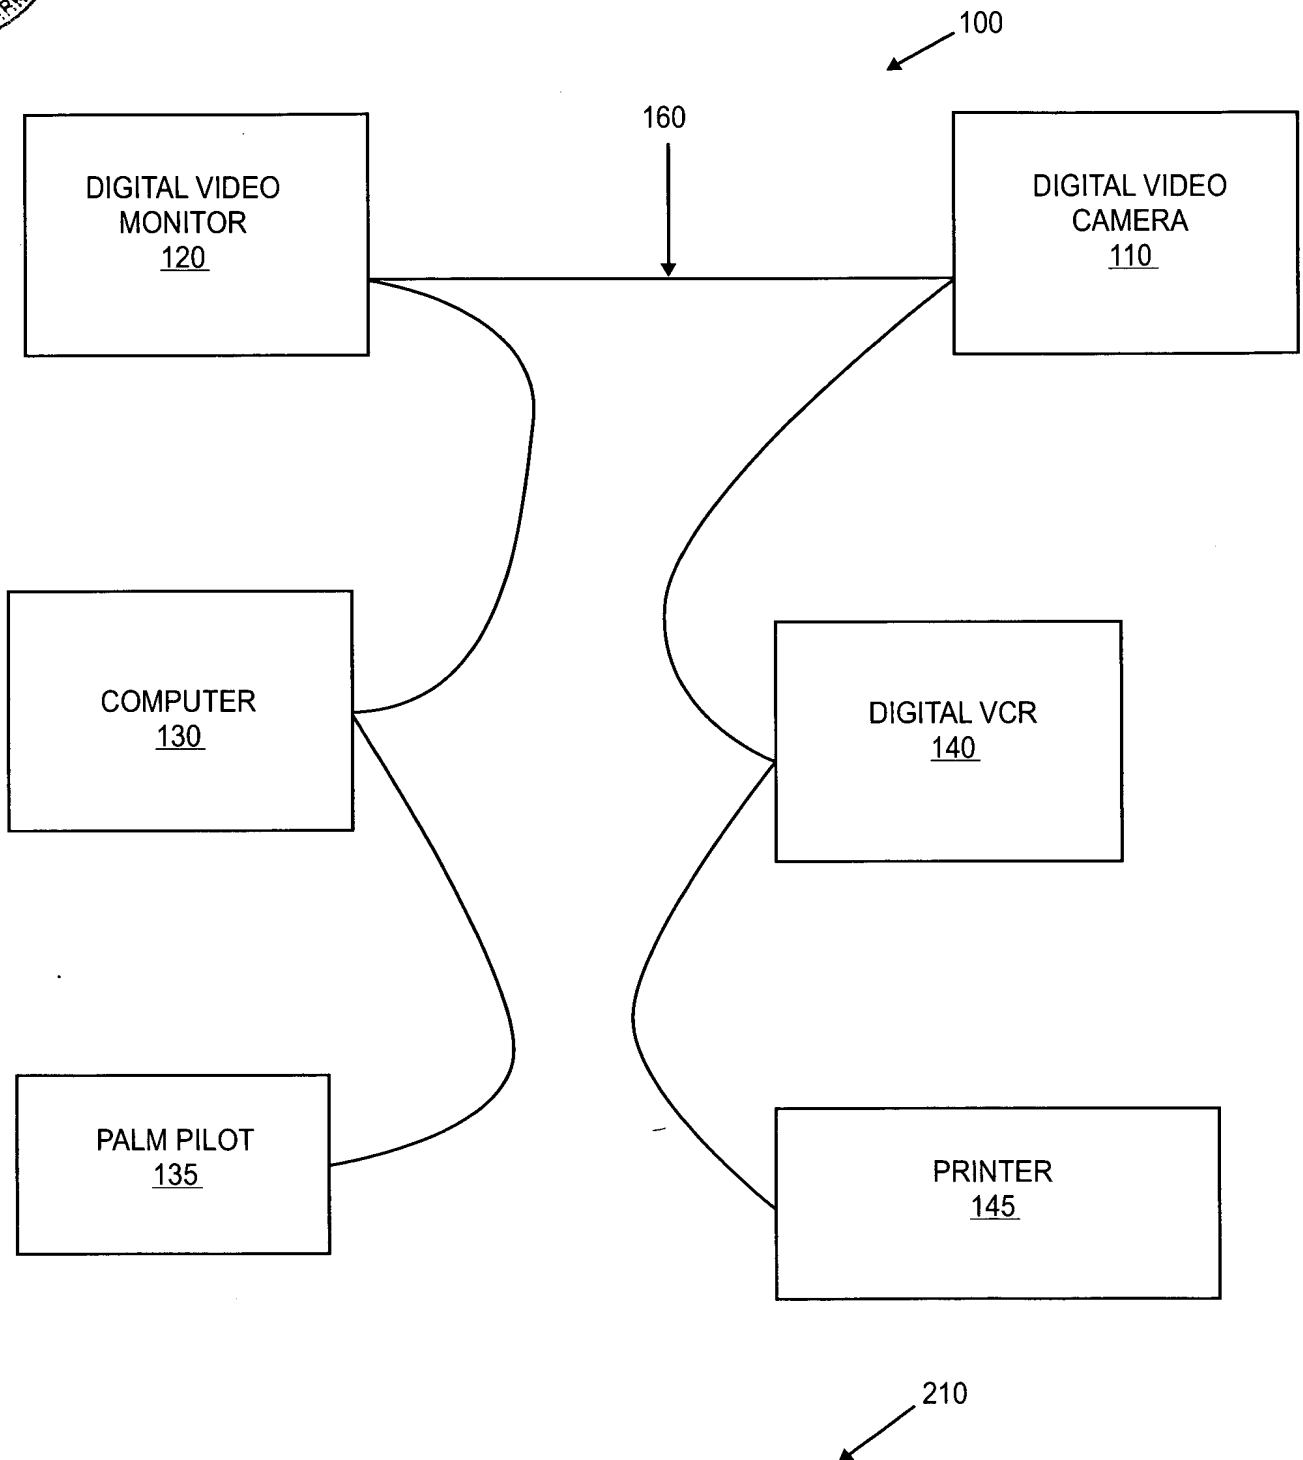 100
160
DIGITAL VIDEO
MONITOR
120
DIGITAL VIDEO
CAMERA
110
COMPUTER
130
DIGITAL VCR
140
PALM PILOT
135
PRINTER
145
210